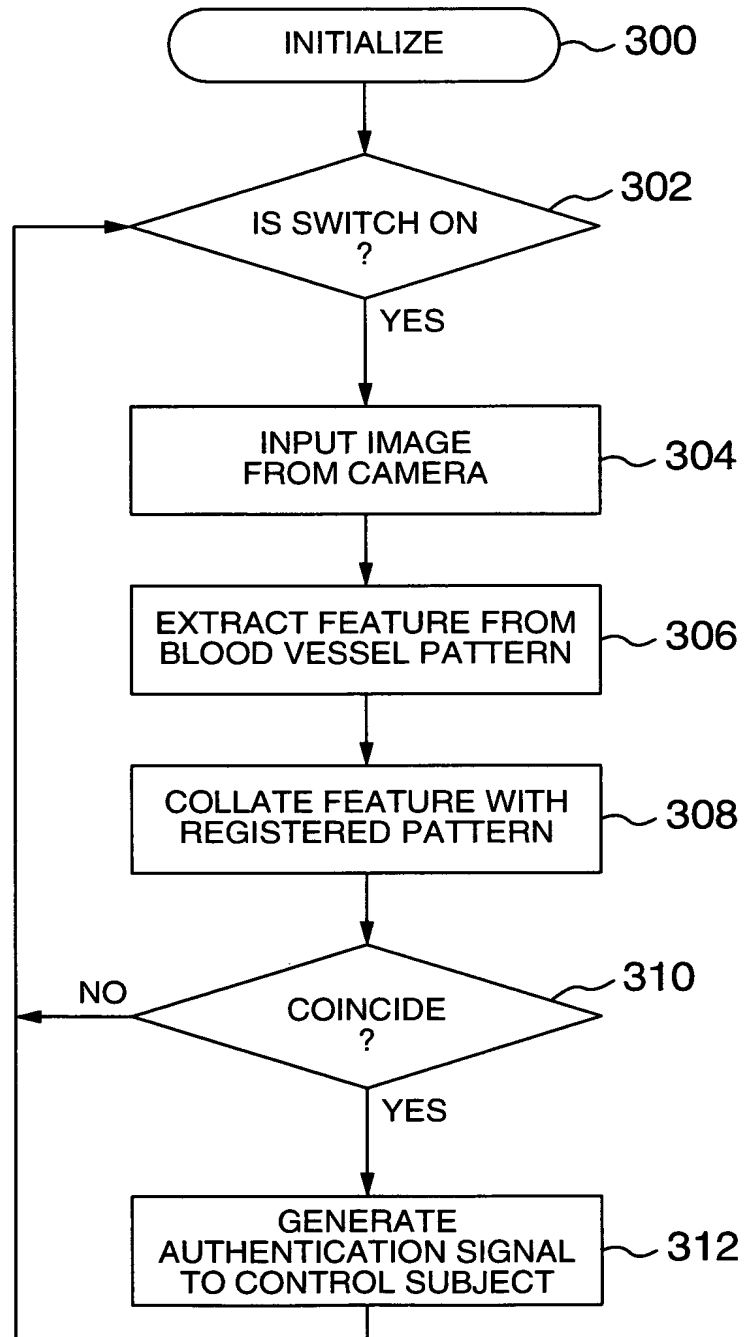 INITIALIZE
300
302
IS SWITCH ON
?
YES
INPUT IMAGE
FROM CAMERA
304
EXTRACT FEATURE FROM
BLOOD VESSEL PATTERN
306
COLLATE FEATURE WITH
REGISTERED PATTERN
308
310
NO
COINCIDE
?
YES
GENERATE
AUTHENTICATION SIGNAL
TO CONTROL SUBJECT
312